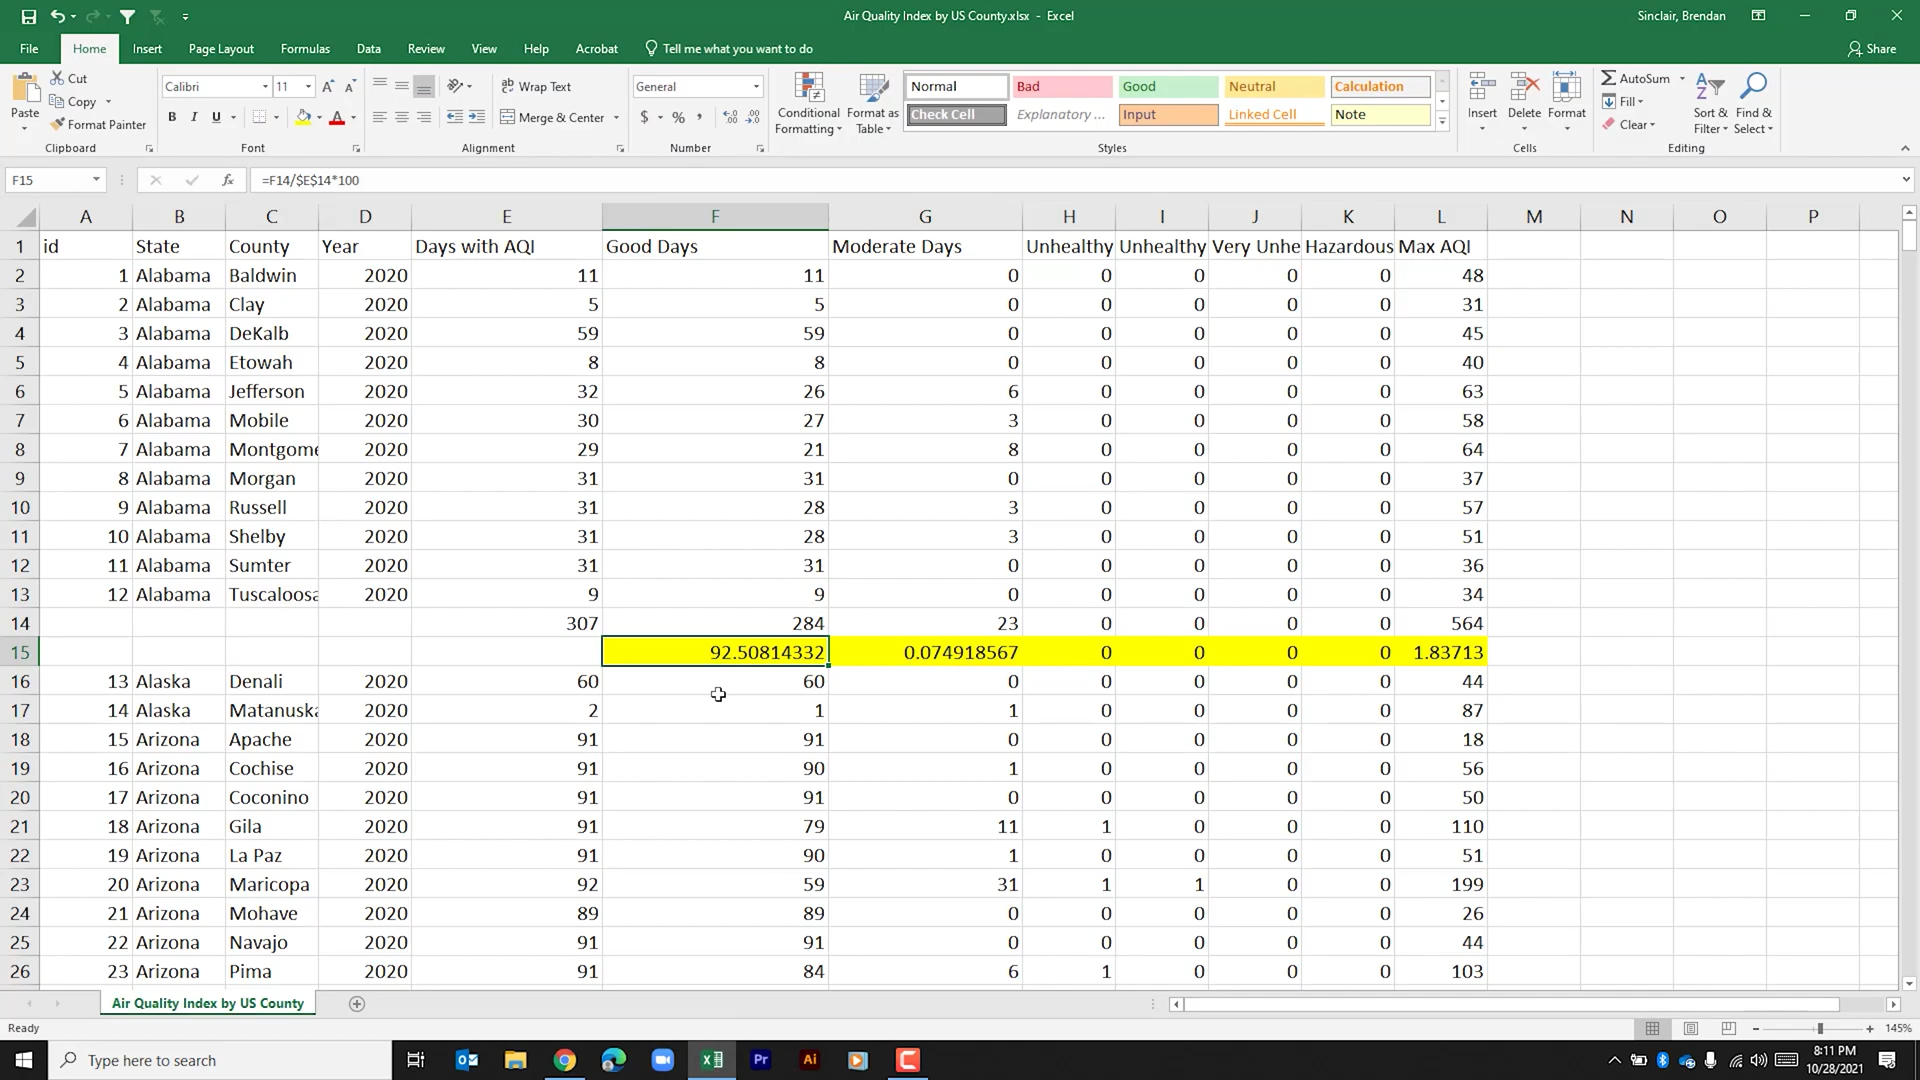 Air Quality Index by US County.xlsx - Excel
Sinclair, Brendan
File Home Insert Page Layout Formulas Data Review View Help Acrobat Tell me what you want to do Share
Paste Cut Copy Format Painter Clipboard
Calibri 11 A A B I U A Font
ab Wrap Text Merge & Center Alignment
General $ % , .00 Number
Conditional Formatting Format as Table
Normal Bad Good Neutral Calculation
Check Cell Explanatory ... Input Linked Cell Note
Styles
Insert Delete Format Cells
AutoSum Fill Clear Sort & Filter Find & Select Editing
F15 fx =F14/$E$14*100
A B C D E F G H I J K L M N O P
1 id State County Year Days with AQI Good Days Moderate Days Unhealthy Unhealthy Very Unhe Hazardous Max AQI
2 1 Alabama Baldwin 2020 11 11 0 0 0 0 0 48
3 2 Alabama Clay 2020 5 5 0 0 0 0 0 31
4 3 Alabama DeKalb 2020 59 59 0 0 0 0 0 45
5 4 Alabama Etowah 2020 8 8 0 0 0 0 0 40
6 5 Alabama Jefferson 2020 32 26 6 0 0 0 0 63
7 6 Alabama Mobile 2020 30 27 3 0 0 0 0 58
8 7 Alabama Montgome 2020 29 21 8 0 0 0 0 64
9 8 Alabama Morgan 2020 31 31 0 0 0 0 0 37
10 9 Alabama Russell 2020 31 28 3 0 0 0 0 57
11 10 Alabama Shelby 2020 31 28 3 0 0 0 0 51
12 11 Alabama Sumter 2020 31 31 0 0 0 0 0 36
13 12 Alabama Tuscaloosa 2020 9 9 0 0 0 0 0 34
14 307 284 23 0 0 0 0 564
15 92.50814332 0.074918567 0 0 0 0 1.83713
16 13 Alaska Denali 2020 60 60 0 0 0 0 0 44
17 14 Alaska Matanuska 2020 2 1 1 0 0 0 0 87
18 15 Arizona Apache 2020 91 91 0 0 0 0 0 18
19 16 Arizona Cochise 2020 91 90 1 0 0 0 0 56
20 17 Arizona Coconino 2020 91 91 0 0 0 0 0 50
21 18 Arizona Gila 2020 91 79 11 1 0 0 0 110
22 19 Arizona La Paz 2020 91 90 1 0 0 0 0 51
23 20 Arizona Maricopa 2020 92 59 31 1 1 0 0 199
24 21 Arizona Mohave 2020 89 89 0 0 0 0 0 26
25 22 Arizona Navajo 2020 91 91 0 0 0 0 0 44
26 23 Arizona Pima 2020 91 84 6 1 0 0 0 103
Air Quality Index by US County
Ready 145%
Type here to search
Pr Ai
8:11 PM
10/28/2021